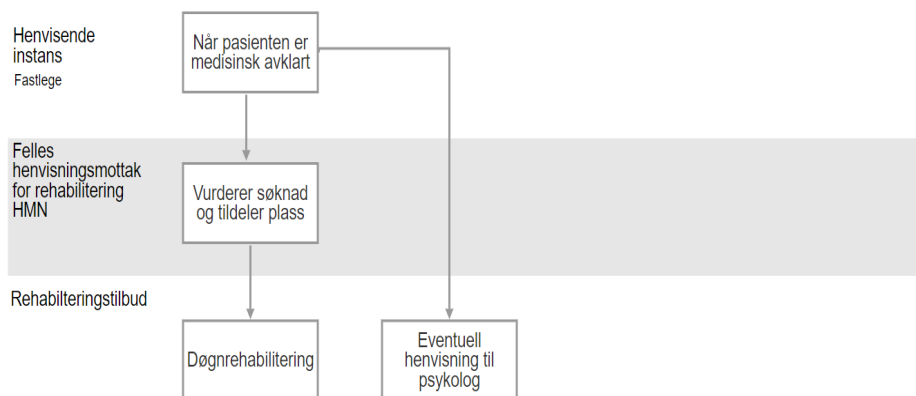 Henvisende
instans
Fastlege
Når pasienten er
medisinsk avklart
Felles
henvisningsmottak
for rehabilitering
HMN
Vurderer søknad
og tildeler plass
Rehabilteringstilbud
Døgnrehabilitering
Eventuell
henvisning til
psykolog